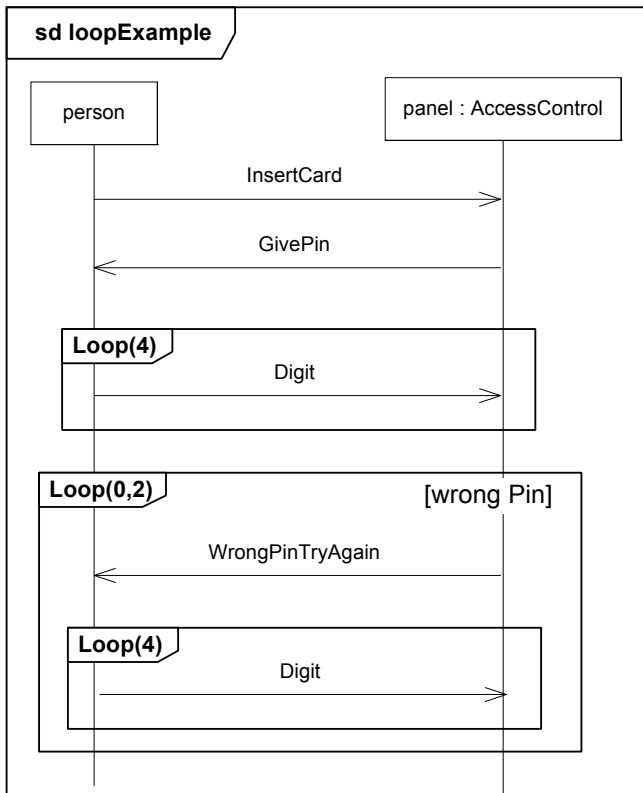 sd loopExample
person
panel : AccessControl
InsertCard
GivePin
Loop(4)
Digit
Loop(0,2)
[wrong Pin]
WrongPinTryAgain
Loop(4)
Digit